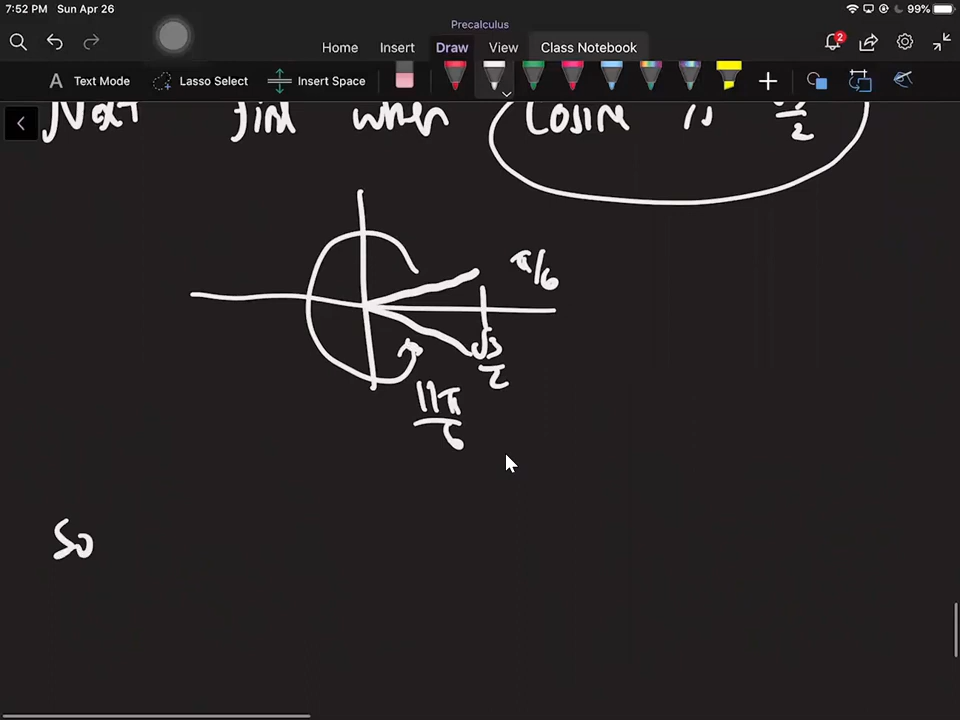 7:52 PM Sun Apr 26
99%
Precalculus
Home Insert Draw View Class Notebook
2
Text Mode Lasso Select Insert Space
Next find when Cosine is √3/2
π/6
√3/2
11π/6
So